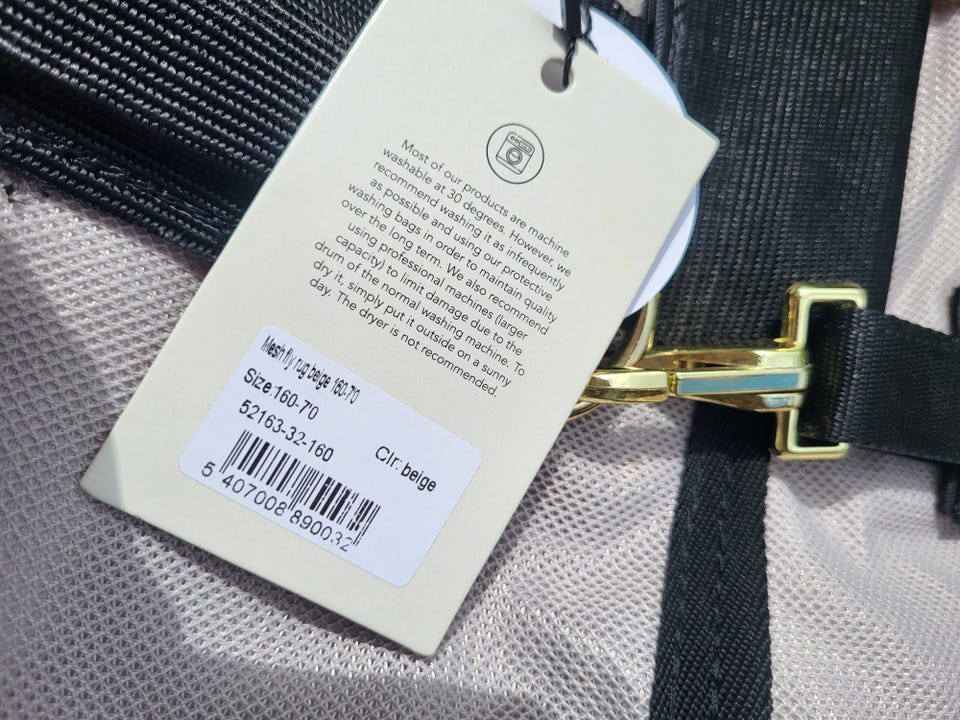 Most of our products are machine
washable at 30 degrees. However, we
recommend washing it as infrequently
as possible and using our protective
washing bags in order to maintain quality
over the long term. We also recommend
using professional machines (larger
capacity) to limit damage due to the
drum of the normal washing machine. To
dry it, simply put it outside on a sunny
day. The dryer is not recommended.
Mesh fly rug beige 160-7'0
Size:160-7'0
52163-32-160
Clr: beige
5 407008 890032